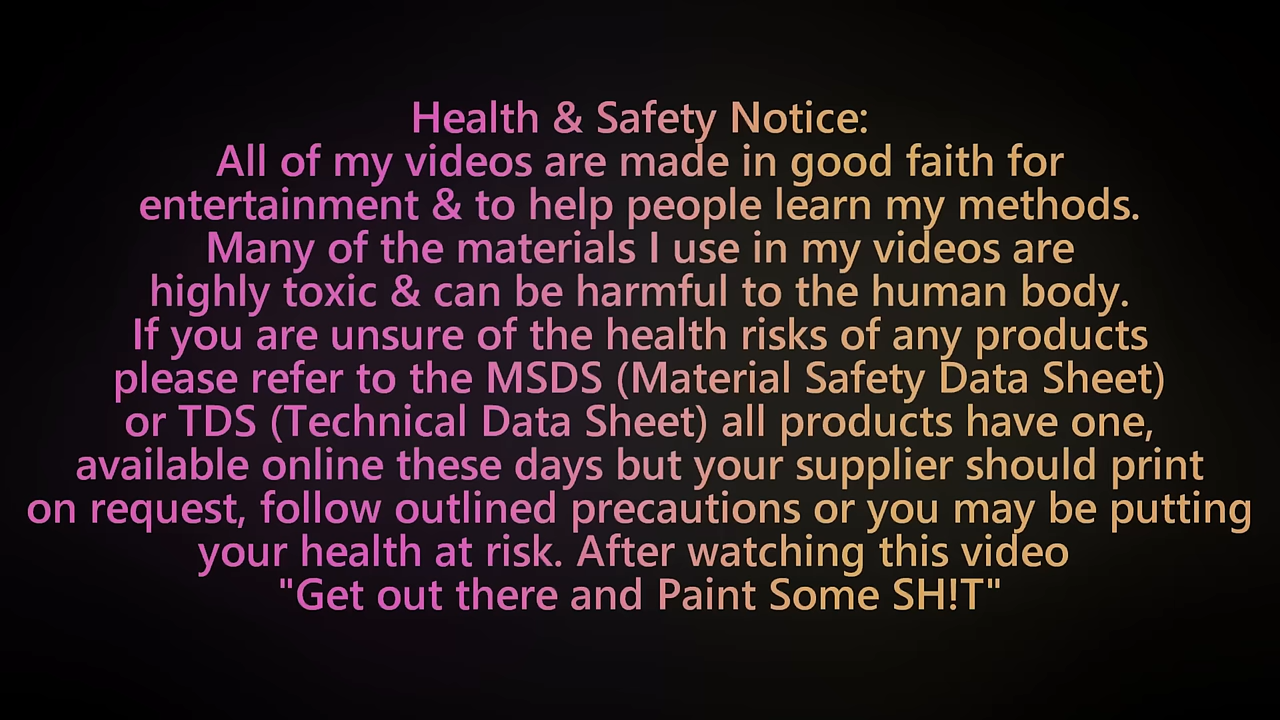 Health & Safety Notice:
All of my videos are made in good faith for
entertainment & to help people learn my methods.
Many of the materials I use in my videos are
highly toxic & can be harmful to the human body.
If you are unsure of the health risks of any products
please refer to the MSDS (Material Safety Data Sheet)
or TDS (Technical Data Sheet) all products have one,
available online these days but your supplier should print
on request, follow outlined precautions or you may be putting
your health at risk. After watching this video
"Get out there and Paint Some SH!T"